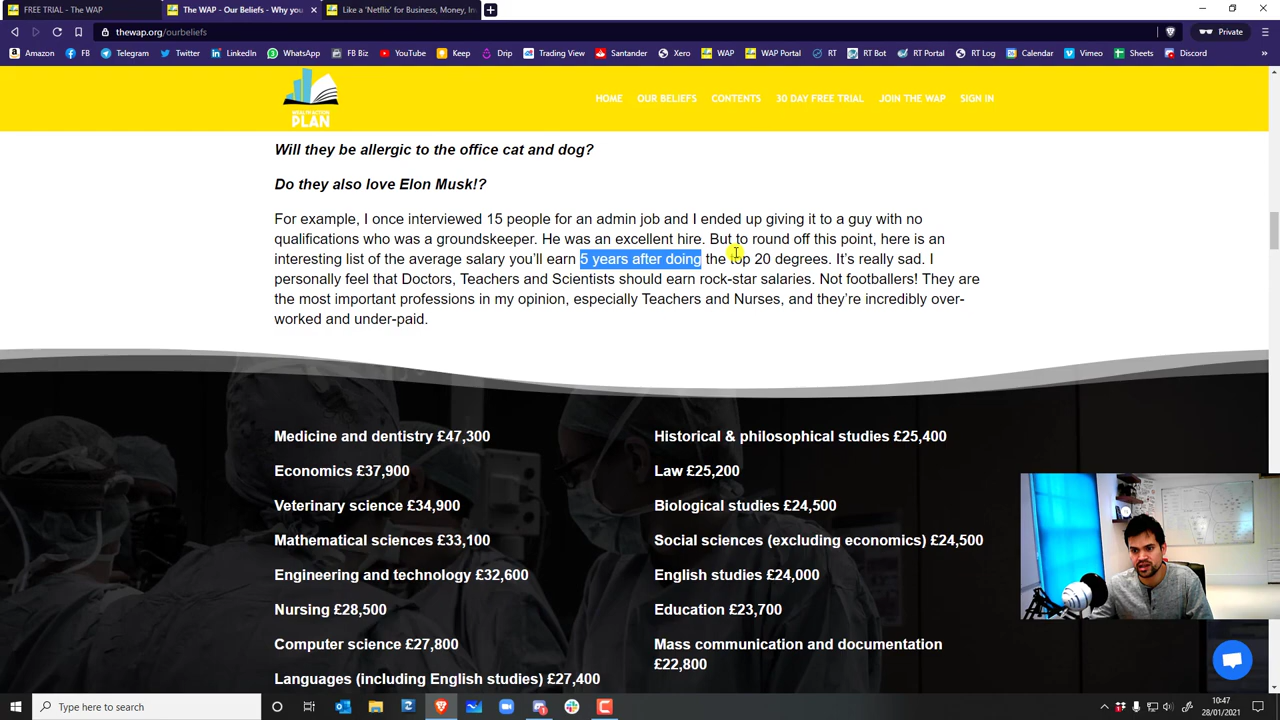 FREE TRIAL - The WAP
The WAP - Our Beliefs - Why you
Like a 'Netflix' for Business, Money, In
thewap.org/ourbeliefs
Private
Amazon FB Telegram Twitter LinkedIn WhatsApp FB Biz YouTube Keep Drip Trading View Santander Xero WAP WAP Portal RT RT Bot RT Portal RT Log Calendar Vimeo Sheets Discord
PLAN
HOME OUR BELIEFS CONTENTS 30 DAY FREE TRIAL JOIN THE WAP SIGN IN
Will they be allergic to the office cat and dog?
Do they also love Elon Musk!?
For example, I once interviewed 15 people for an admin job and I ended up giving it to a guy with no
qualifications who was a groundskeeper. He was an excellent hire. But to round off this point, here is an
interesting list of the average salary you'll earn 5 years after doing the top 20 degrees. It's really sad. I
personally feel that Doctors, Teachers and Scientists should earn rock-star salaries. Not footballers! They are
the most important professions in my opinion, especially Teachers and Nurses, and they're incredibly over-
worked and under-paid.
Medicine and dentistry £47,300
Economics £37,900
Veterinary science £34,900
Mathematical sciences £33,100
Engineering and technology £32,600
Nursing £28,500
Computer science £27,800
Languages (including English studies) £27,400
Historical & philosophical studies £25,400
Law £25,200
Biological studies £24,500
Social sciences (excluding economics) £24,500
English studies £24,000
Education £23,700
Mass communication and documentation
£22,800
Type here to search
10:47
28/01/2021